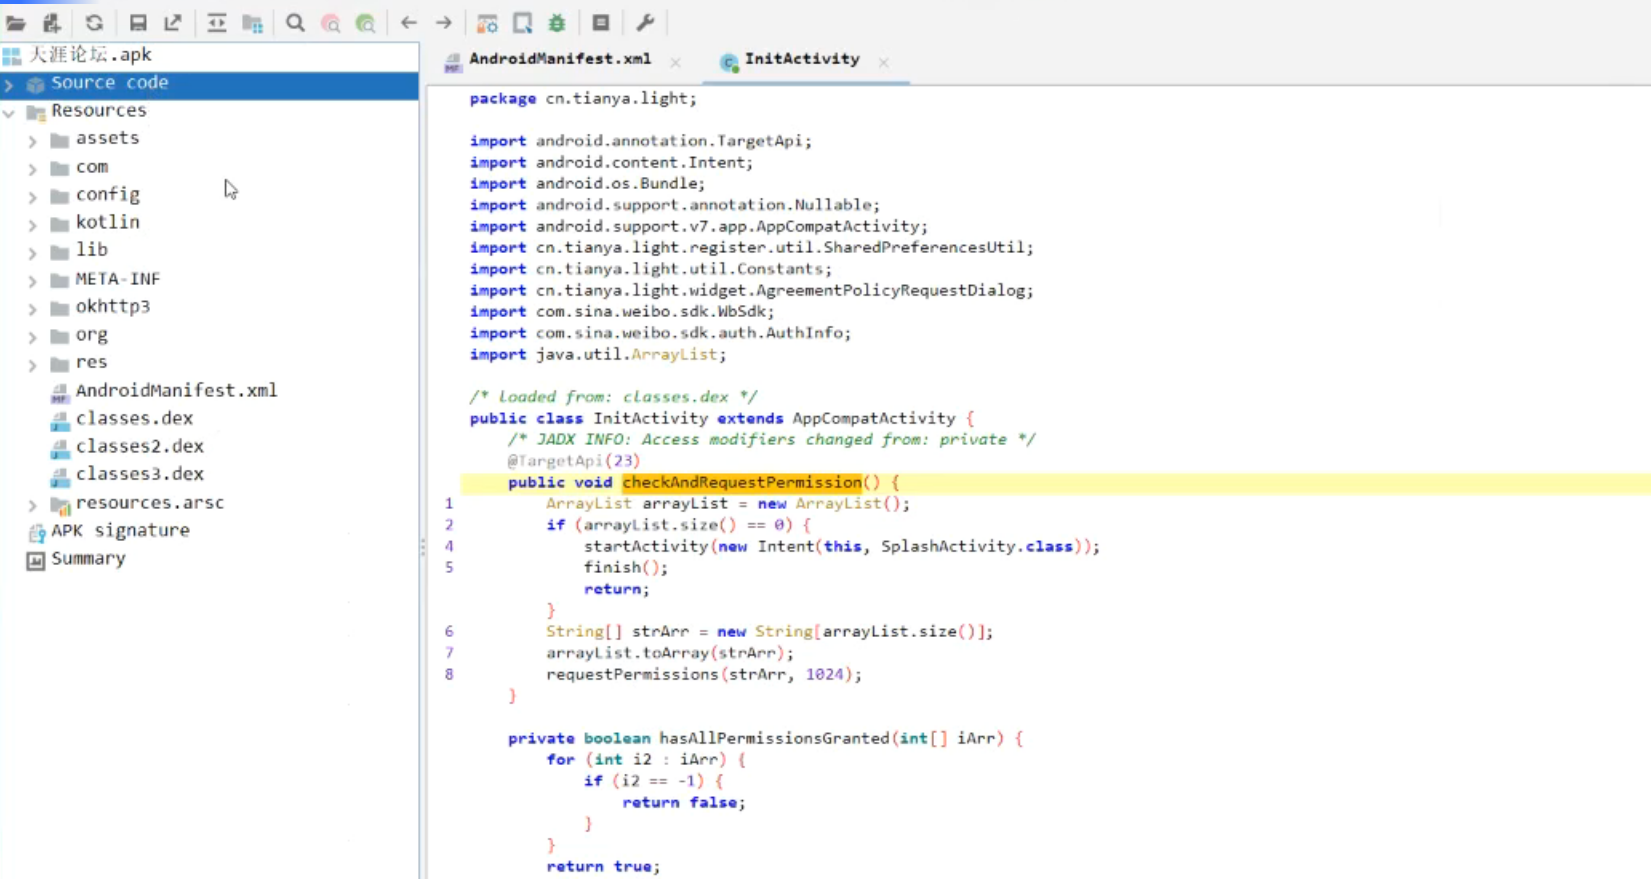 天涯论坛.apk
Source code
Resources
assets
com
config
kotlin
lib
META-INF
okhttp3
org
res
AndroidManifest.xml
classes.dex
classes2.dex
classes3.dex
resources.arsc
APK signature
Summary
AndroidManifest.xml
InitActivity
package cn.tianya.light;
import android.annotation.TargetApi;
import android.content.Intent;
import android.os.Bundle;
import android.support.annotation.Nullable;
import android.support.v7.app.AppCompatActivity;
import cn.tianya.light.register.util.SharedPreferencesUtil;
import cn.tianya.light.util.Constants;
import cn.tianya.light.widget.AgreementPolicyRequestDialog;
import com.sina.weibo.sdk.WbSdk;
import com.sina.weibo.sdk.auth.AuthInfo;
import java.util.ArrayList;
/* loaded from: classes.dex */
public class InitActivity extends AppCompatActivity {
/* JADX INFO: Access modifiers changed from: private */
@TargetApi(23)
public void checkAndRequestPermission() {
1 ArrayList arrayList = new ArrayList();
2 if (arrayList.size() == 0) {
4 startActivity(new Intent(this, SplashActivity.class));
5 finish();
return;
}
6 String[] strArr = new String[arrayList.size()];
7 arrayList.toArray(strArr);
8 requestPermissions(strArr, 1024);
}
private boolean hasAllPermissionsGranted(int[] iArr) {
for (int i2 : iArr) {
if (i2 == -1) {
return false;
}
}
return true;